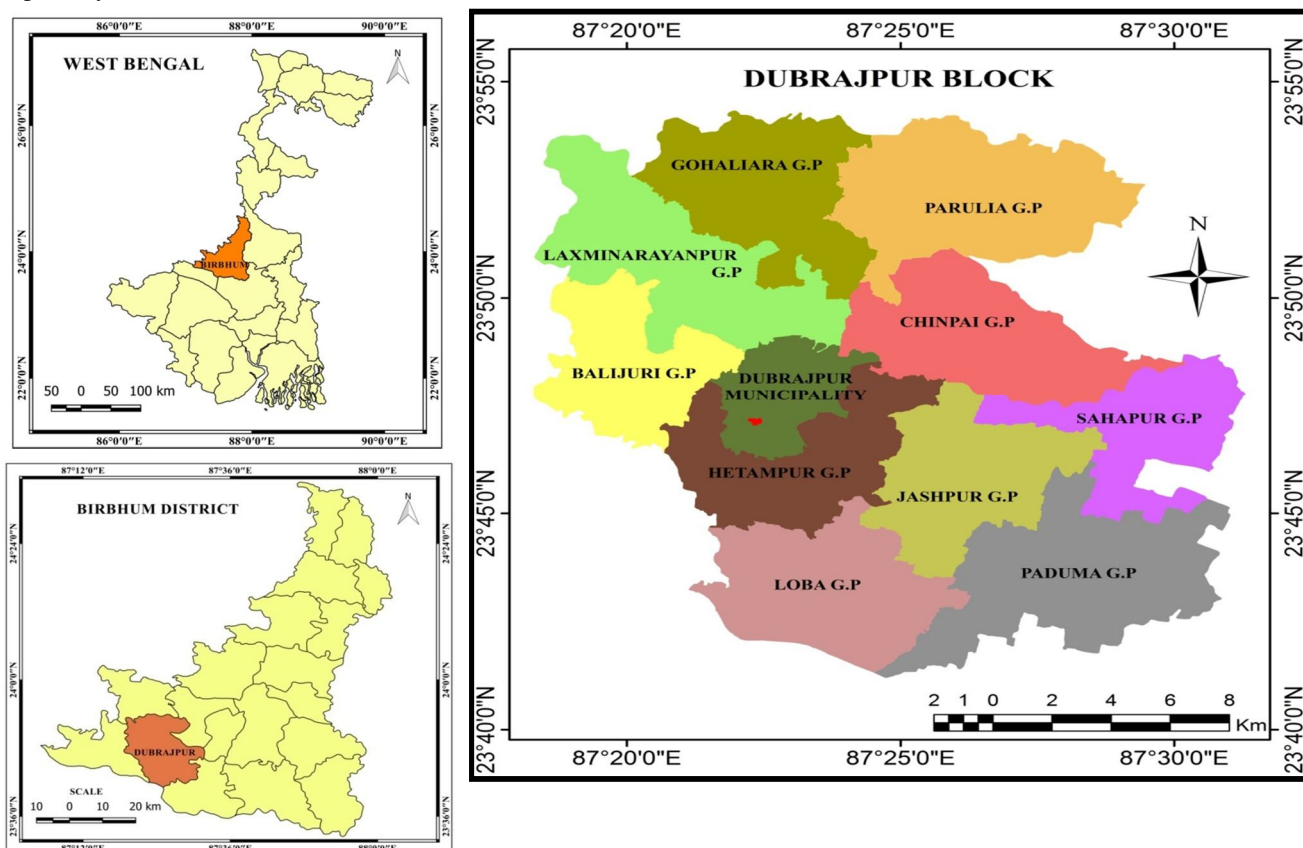 86°0'0"E 88°0'0"E 90°0'0"E
WEST BENGAL
N
26°0'0"N
26°0'0"N
24°0'0"N
24°0'0"N
BIRBHUM
22°0'0"N
22°0'0"N
50 0 50 100 km
86°0'0"E 88°0'0"E 90°0'0"E
87°12'0"E 87°36'0"E 88°0'0"E
BIRBHUM DISTRICT
N
24°24'0"N
24°24'0"N
24°0'0"N
24°0'0"N
DUBRAJPUR
SCALE
10 0 10 20 km
23°36'0"N
23°36'0"N
87°20'0"E 87°25'0"E 87°30'0"E
DUBRAJPUR BLOCK
23°55'0"N
23°55'0"N
GOHALIARA G.P
PARULIA G.P
N
LAXMINARAYANPUR
G.P
23°50'0"N
23°50'0"N
CHINPAI G.P
BALIJURI G.P
DUBRAJPUR
MUNICIPALITY
SAHAPUR G.P
HETAMPUR G.P
JASHPUR G.P
23°45'0"N
23°45'0"N
LOBA G.P
PADUMA G.P
2 1 0 2 4 6 8
Km
23°40'0"N
23°40'0"N
87°20'0"E 87°25'0"E 87°30'0"E